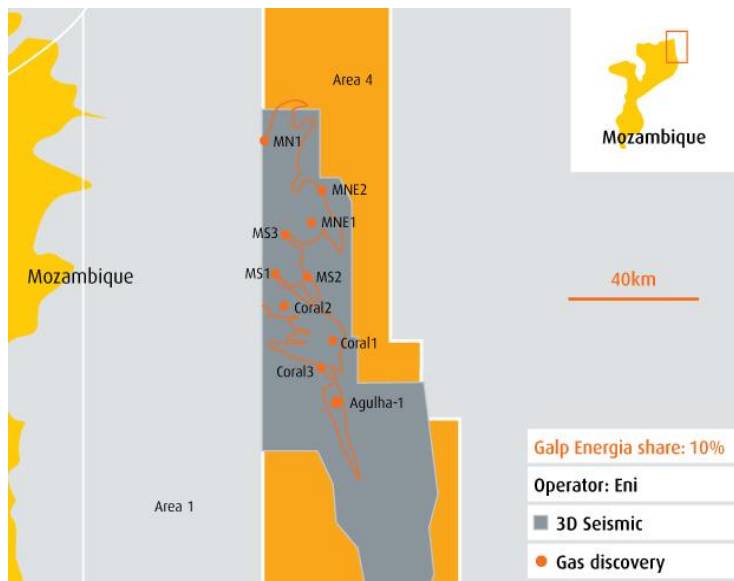 Area 4
Mozambique
MN1
MNE2
MNE1
MS3
Mozambique
MS1
MS2
40km
Coral2
Coral1
Coral3
Agulha-1
Galp Energia share: 10%
Operator: Eni
Area 1
3D Seismic
Gas discovery